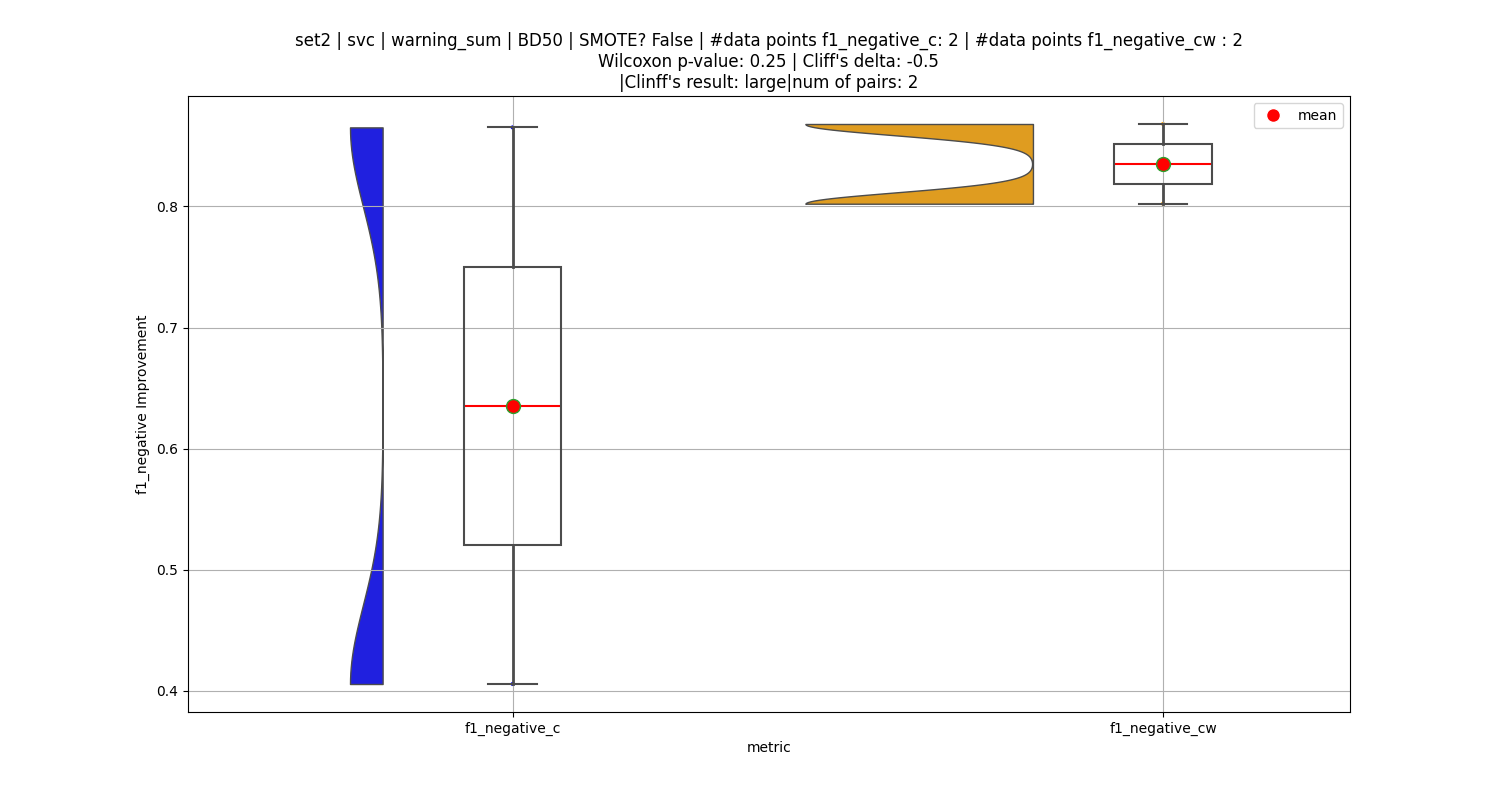 set2 | svc | warning_sum | BD50 | SMOTE? False | #data points f1_negative_c: 2 | #data points f1_negative_cw : 2
Wilcoxon p-value: 0.25 | Cliff's delta: -0.5
|Clinff's result: large|num of pairs: 2
mean
f1_negative Improvement
0.8
0.7
0.6
0.5
0.4
f1_negative_c
f1_negative_cw
metric